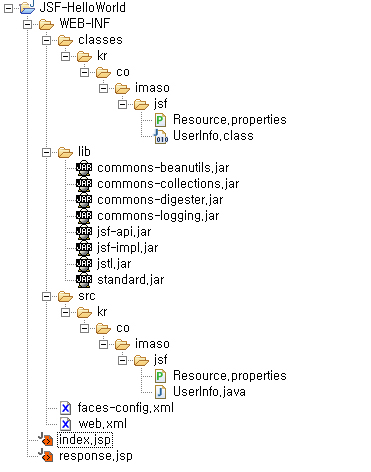 JSF-HelloWorld
WEB-INF
classes
kr
co
imaso
jsf
Resource.properties
UserInfo.class
lib
commons-beanutils.jar
commons-collections.jar
commons-digester.jar
commons-logging.jar
jsf-api.jar
jsf-impl.jar
jstl.jar
standard.jar
src
kr
co
imaso
jsf
Resource.properties
UserInfo.java
faces-config.xml
web.xml
index.jsp
response.jsp